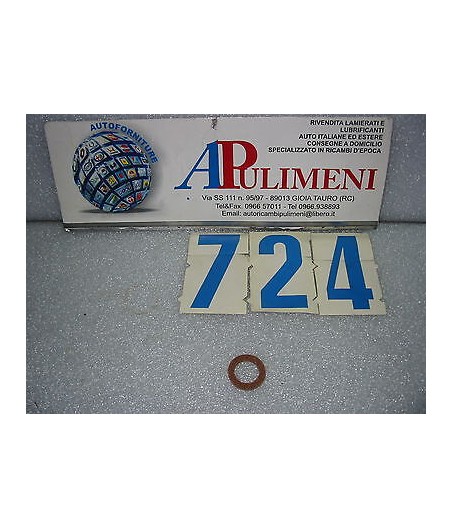 AUTOFORNITURE
RIVENDITA LAMIERATI E
LUBRIFICANTI
AUTO ITALIANE ED ESTERE
CONSEGNE A DOMICILIO
SPECIALIZZATO IN RICAMBI D'EPOCA
APULIMENI
Via SS 111 n. 95/97 - 89013 GIOIA TAURO (RC)
Tel&Fax. 0966 57011 - Tel 0966.938893
Email: autoricambipulimeni@libero.it
724